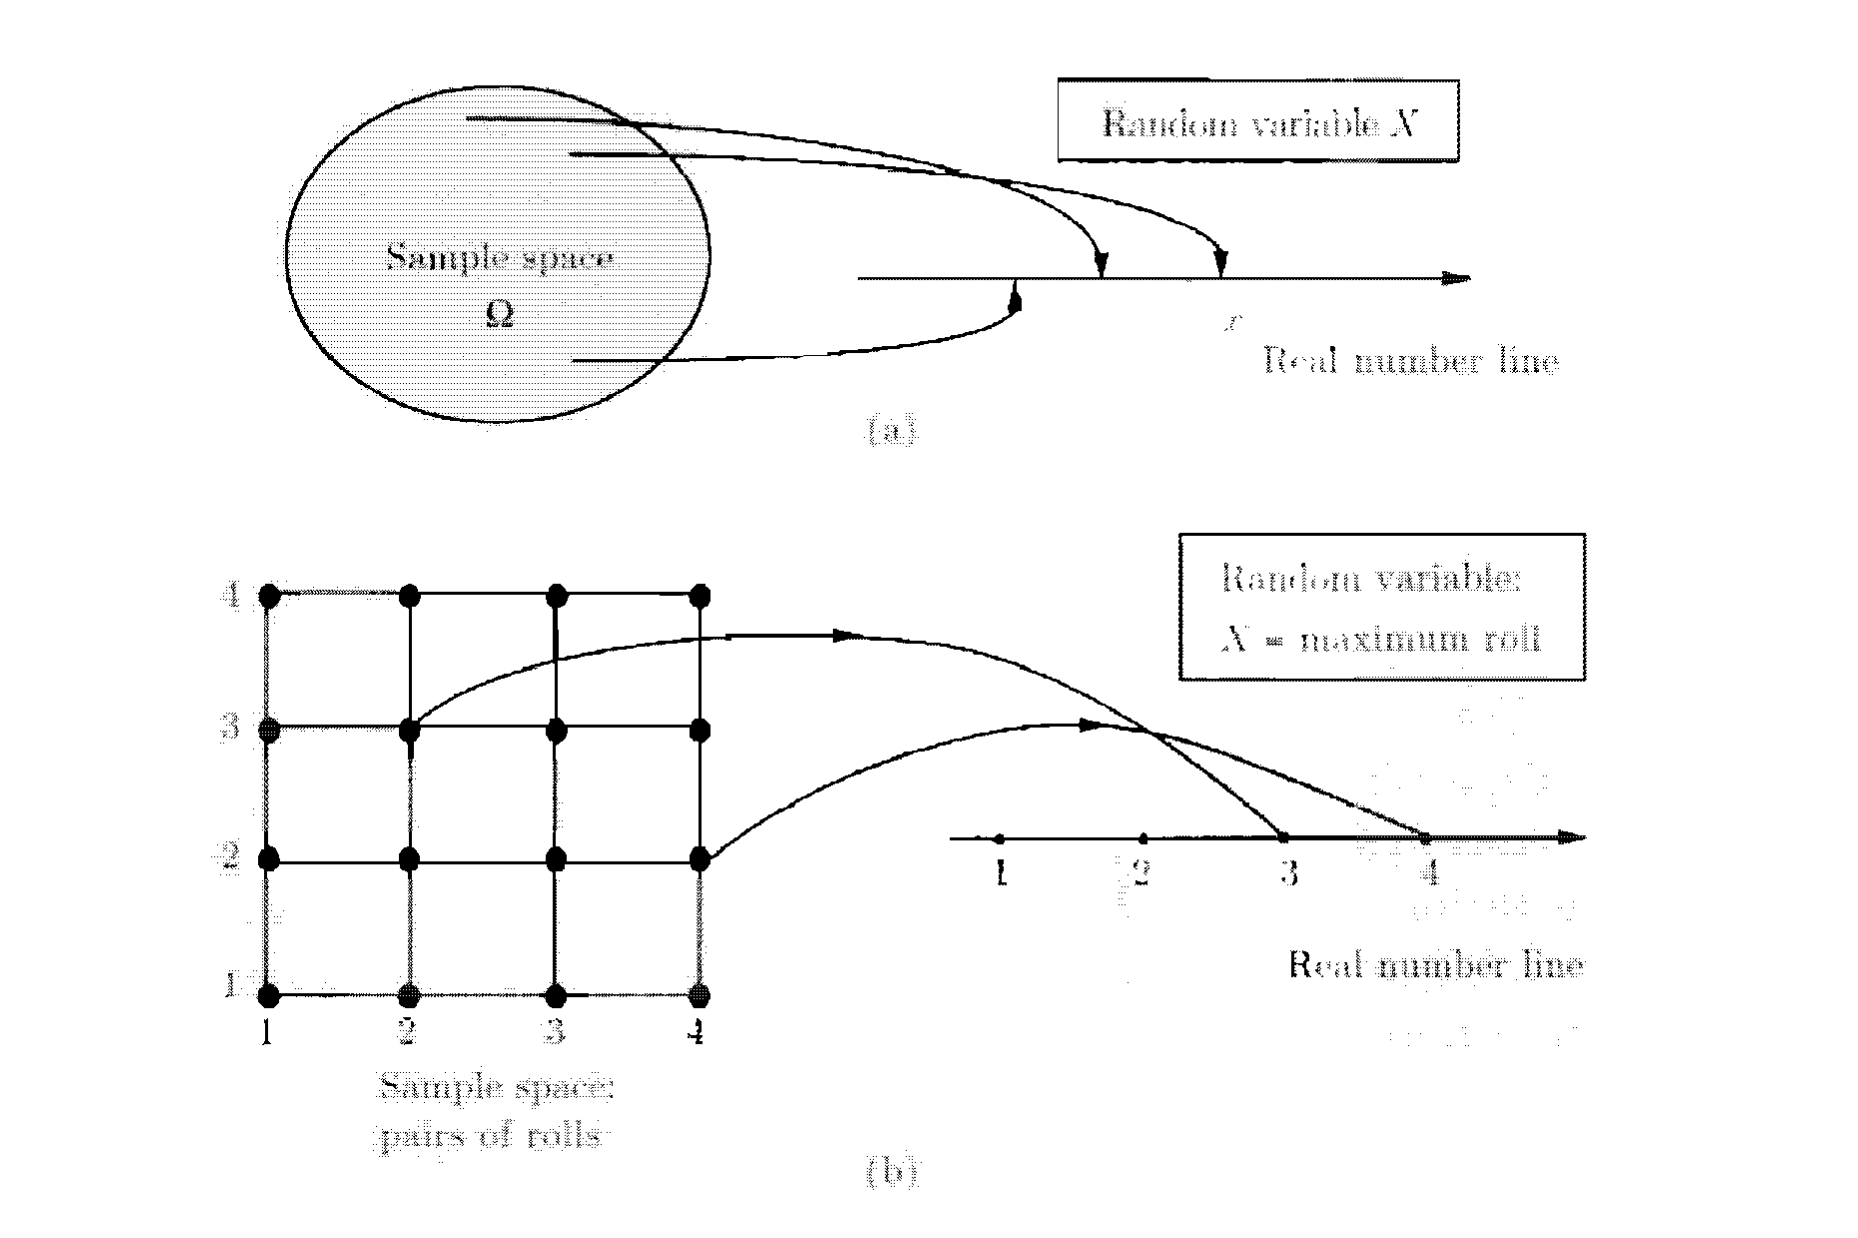 Random variable X
Sample space
Ω
x
Real number line
(a)
Random variable:
X = maximum roll
4
3
2
1
1 2 3 4
1 2 3 4
Real number line
Sample space:
pairs of rolls
(b)